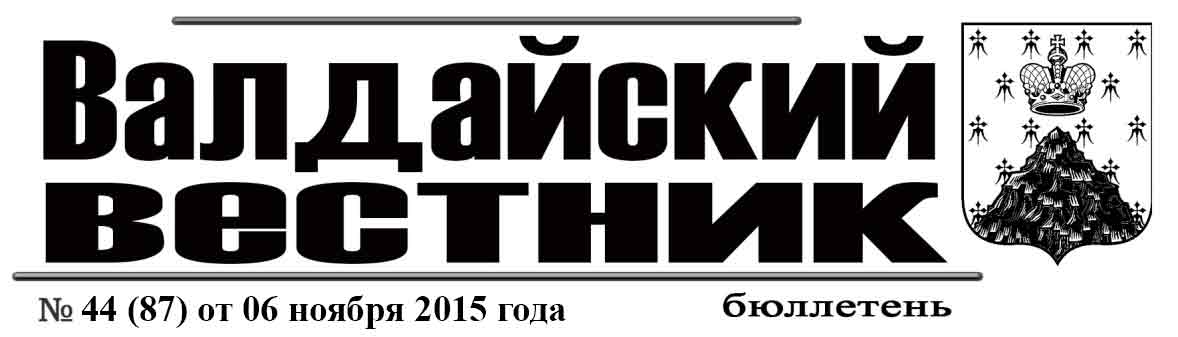 Валдайский
вестник
№ 44 (87) от 06 ноября 2015 года
бюллетень